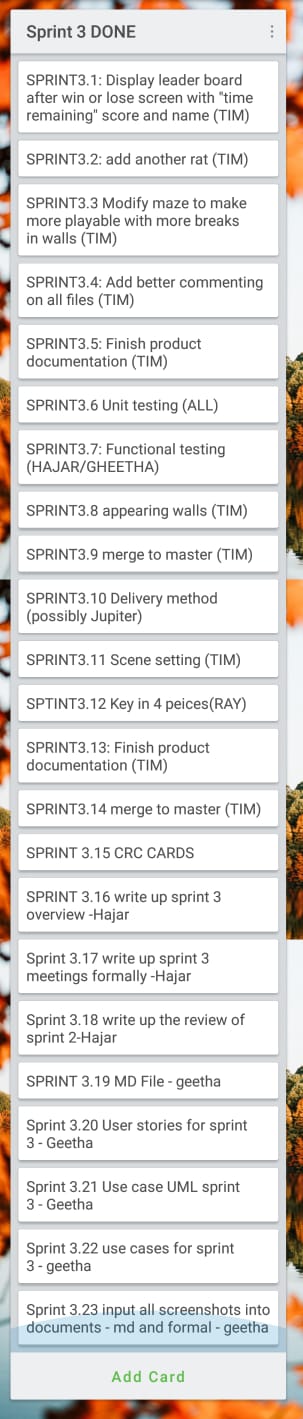 Sprint 3 DONE
SPRINT3.1: Display leader board
after win or lose screen with "time
remaining" score and name (TIM)
SPRINT3.2: add another rat (TIM)
SPRINT3.3 Modify maze to make
more playable with more breaks
in walls (TIM)
SPRINT3.4: Add better commenting
on all files (TIM)
SPRINT3.5: Finish product
documentation (TIM)
SPRINT3.6 Unit testing (ALL)
SPRINT3.7: Functional testing
(HAJAR/GHEETHA)
SPRINT3.8 appearing walls (TIM)
SPRINT3.9 merge to master (TIM)
SPRINT3.10 Delivery method
(possibly Jupiter)
SPRINT3.11 Scene setting (TIM)
SPTINT3.12 Key in 4 peices(RAY)
SPRINT3.13: Finish product
documentation (TIM)
SPRINT3.14 merge to master (TIM)
SPRINT 3.15 CRC CARDS
SPRINT 3.16 write up sprint 3
overview -Hajar
Sprint 3.17 write up sprint 3
meetings formally -Hajar
Sprint 3.18 write up the review of
sprint 2-Hajar
SPRINT 3.19 MD File - geetha
Sprint 3.20 User stories for sprint
3 - Geetha
Sprint 3.21 Use case UML sprint
3 - Geetha
Sprint 3.22 use cases for sprint
3 - geetha
Sprint 3.23 input all screenshots into
documents - md and formal - geetha
Add Card